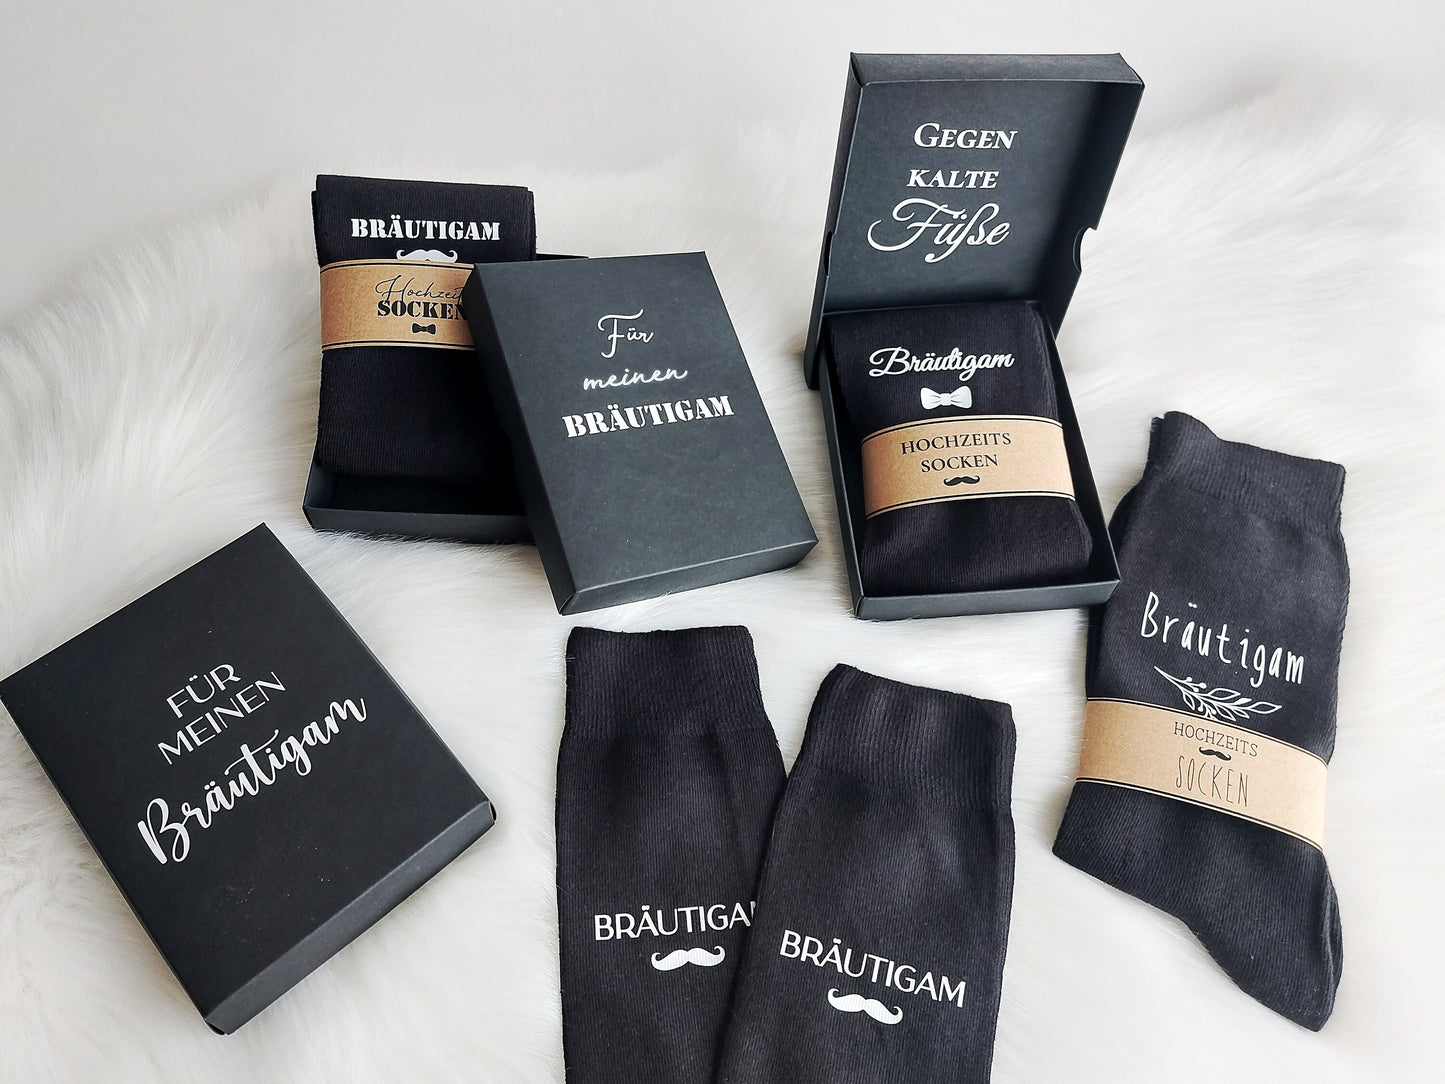 BRÄUTIGAM
SOCKEN
Für
meinen
BRÄUTIGAM
GEGEN
KALTE
Füße
Bräutigam
HOCHZEITS
SOCKEN
FÜR
MEINEN
Bräutigam
BRÄUTIGAM
BRÄUTIGAM
Bräutigam
HOCHZEITS
SOCKEN